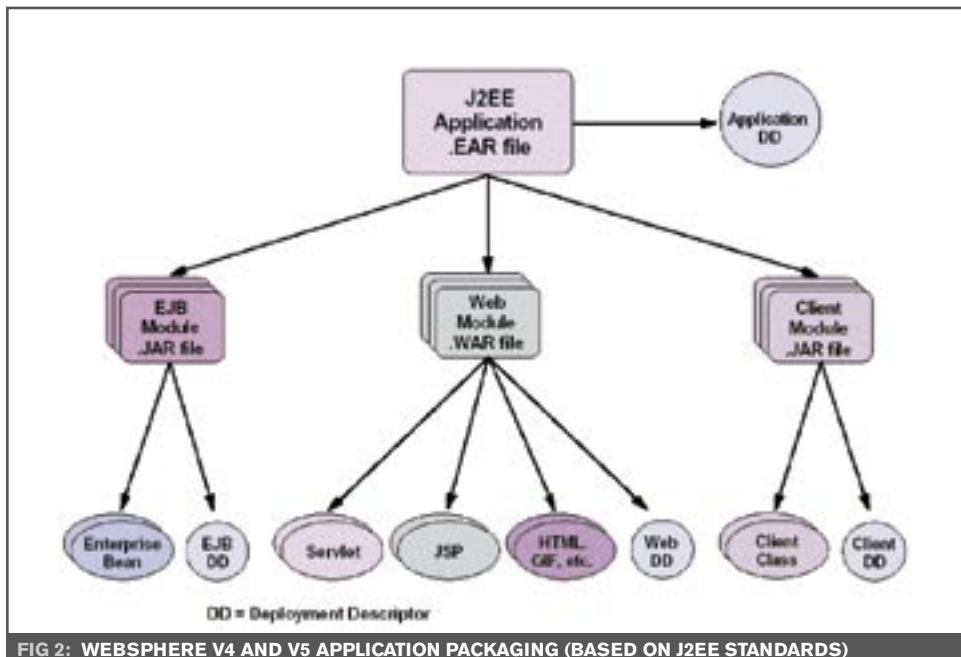 J2EE
Application
.EAR file
Application
DD
EJB
Module
.JAR file
Web
Module
.WAR file
Client
Module
.JAR file
Enterprise
Bean
EJB
DD
Servlet
JSP
HTML
GIF, etc.
Web
DD
Client
Class
Client
DD
DD = Deployment Descriptor
FIG 2: WEBSPHERE V4 AND V5 APPLICATION PACKAGING (BASED ON J2EE STANDARDS)